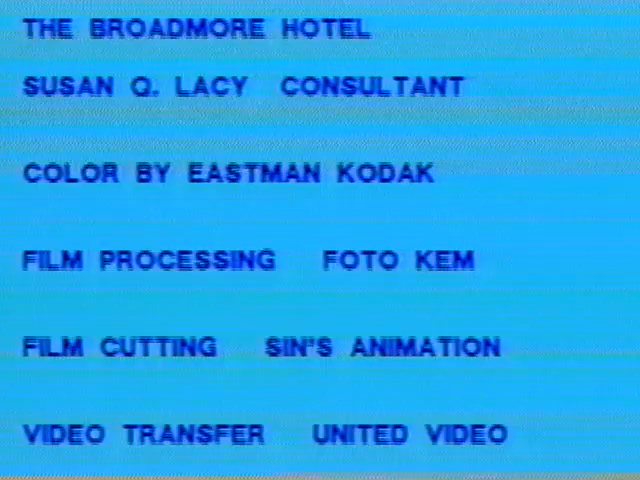 THE BROADMORE HOTEL
SUSAN Q. LACY CONSULTANT
COLOR BY EASTMAN KODAK
FILM PROCESSING FOTO KEM
FILM CUTTING SIN'S ANIMATION
VIDEO TRANSFER UNITED VIDEO